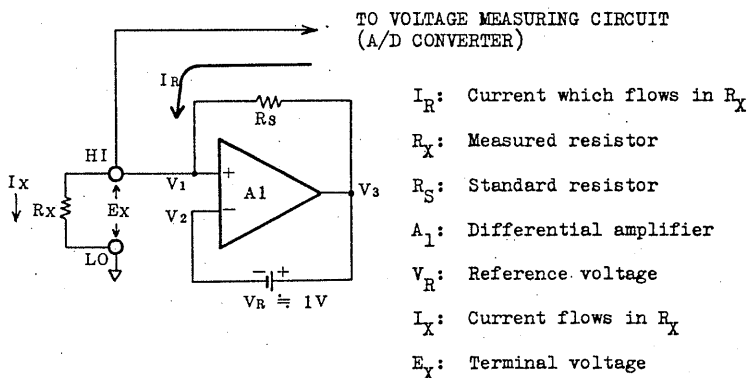 TO VOLTAGE MEASURING CIRCUIT
(A/D CONVERTER)
IR
RS
HI
V1
+
A1
V3
IX
RX
EX
V2
−
LO
− +
VR ≒ 1V
IR: Current which flows in RX
RX: Measured resistor
RS: Standard resistor
A1: Differential amplifier
VR: Reference voltage
IX: Current flows in RX
EX: Terminal voltage